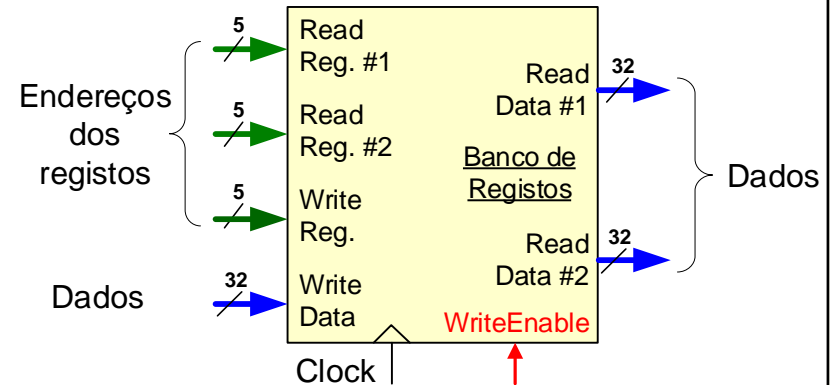 Endereços
dos
registos
Dados
5
5
5
32
Read
Reg. #1
Read
Reg. #2
Write
Reg.
Write
Data
Banco de
Registos
Read
Data #1
Read
Data #2
WriteEnable
Clock
32
32
Dados